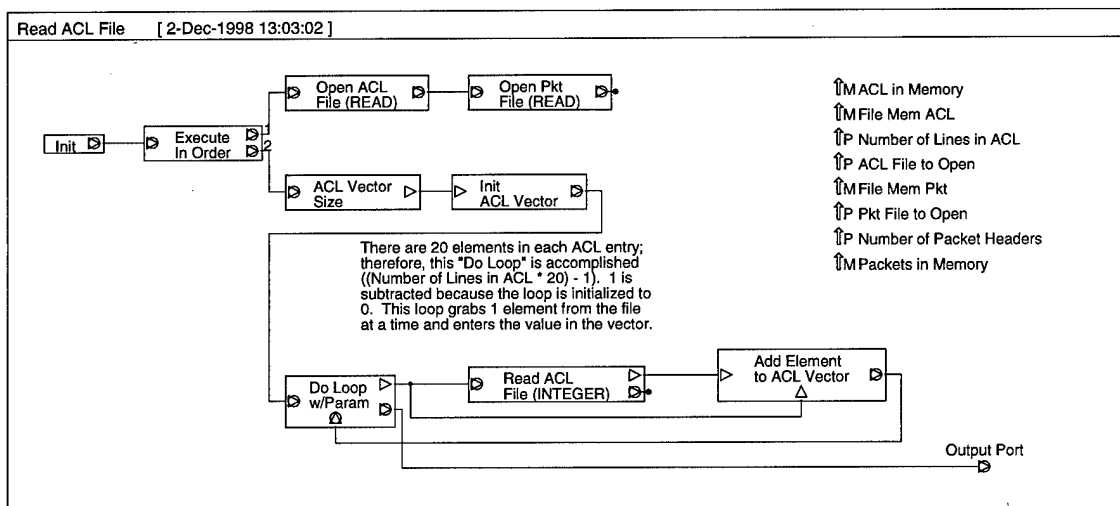 Read ACL File [ 2-Dec-1998 13:03:02 ]
Open ACL
File (READ)
Open Pkt
File (READ)
Init
Execute
In Order
1
2
ACL Vector
Size
Init
ACL Vector
⇧M ACL in Memory
⇧M File Mem ACL
⇧P Number of Lines in ACL
⇧P ACL File to Open
⇧M File Mem Pkt
⇧P Pkt File to Open
⇧P Number of Packet Headers
⇧M Packets in Memory
There are 20 elements in each ACL entry;
therefore, this "Do Loop" is accomplished
((Number of Lines in ACL * 20) - 1). 1 is
subtracted because the loop is initialized to
0. This loop grabs 1 element from the file
at a time and enters the value in the vector.
Do Loop
w/Param
Read ACL
File (INTEGER)
Add Element
to ACL Vector
Output Port